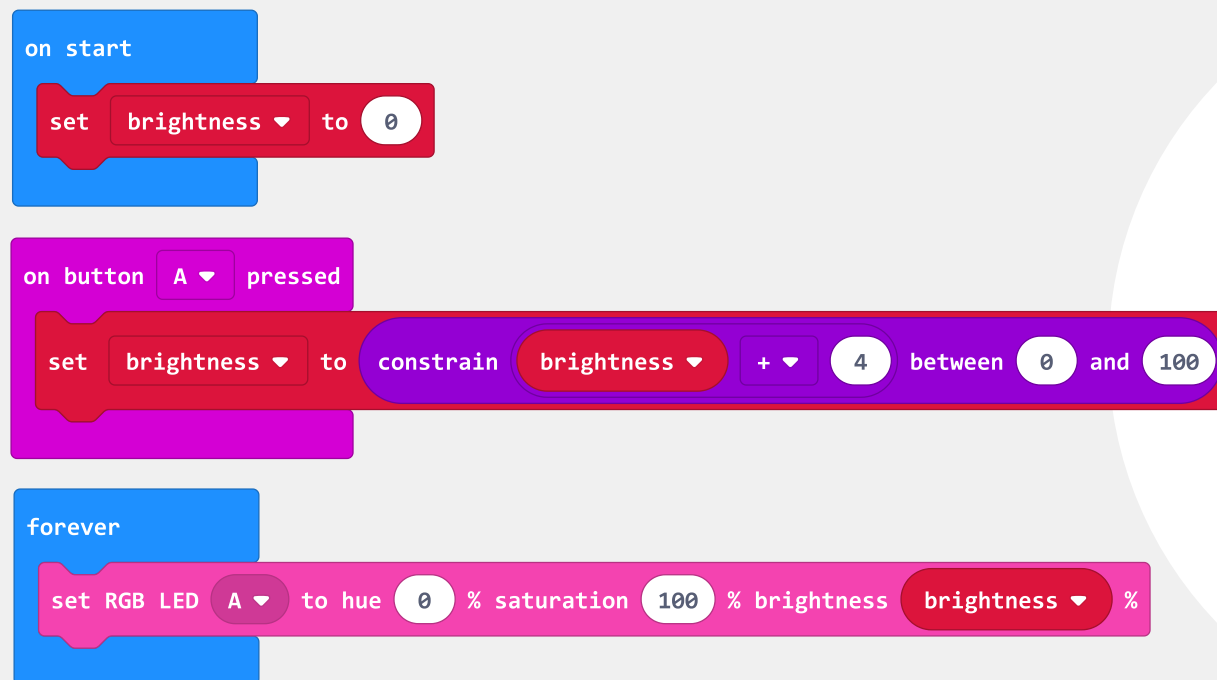 on start
set brightness to 0
on button A pressed
set brightness to constrain brightness + 4 between 0 and 100
forever
set RGB LED A to hue 0 % saturation 100 % brightness brightness %